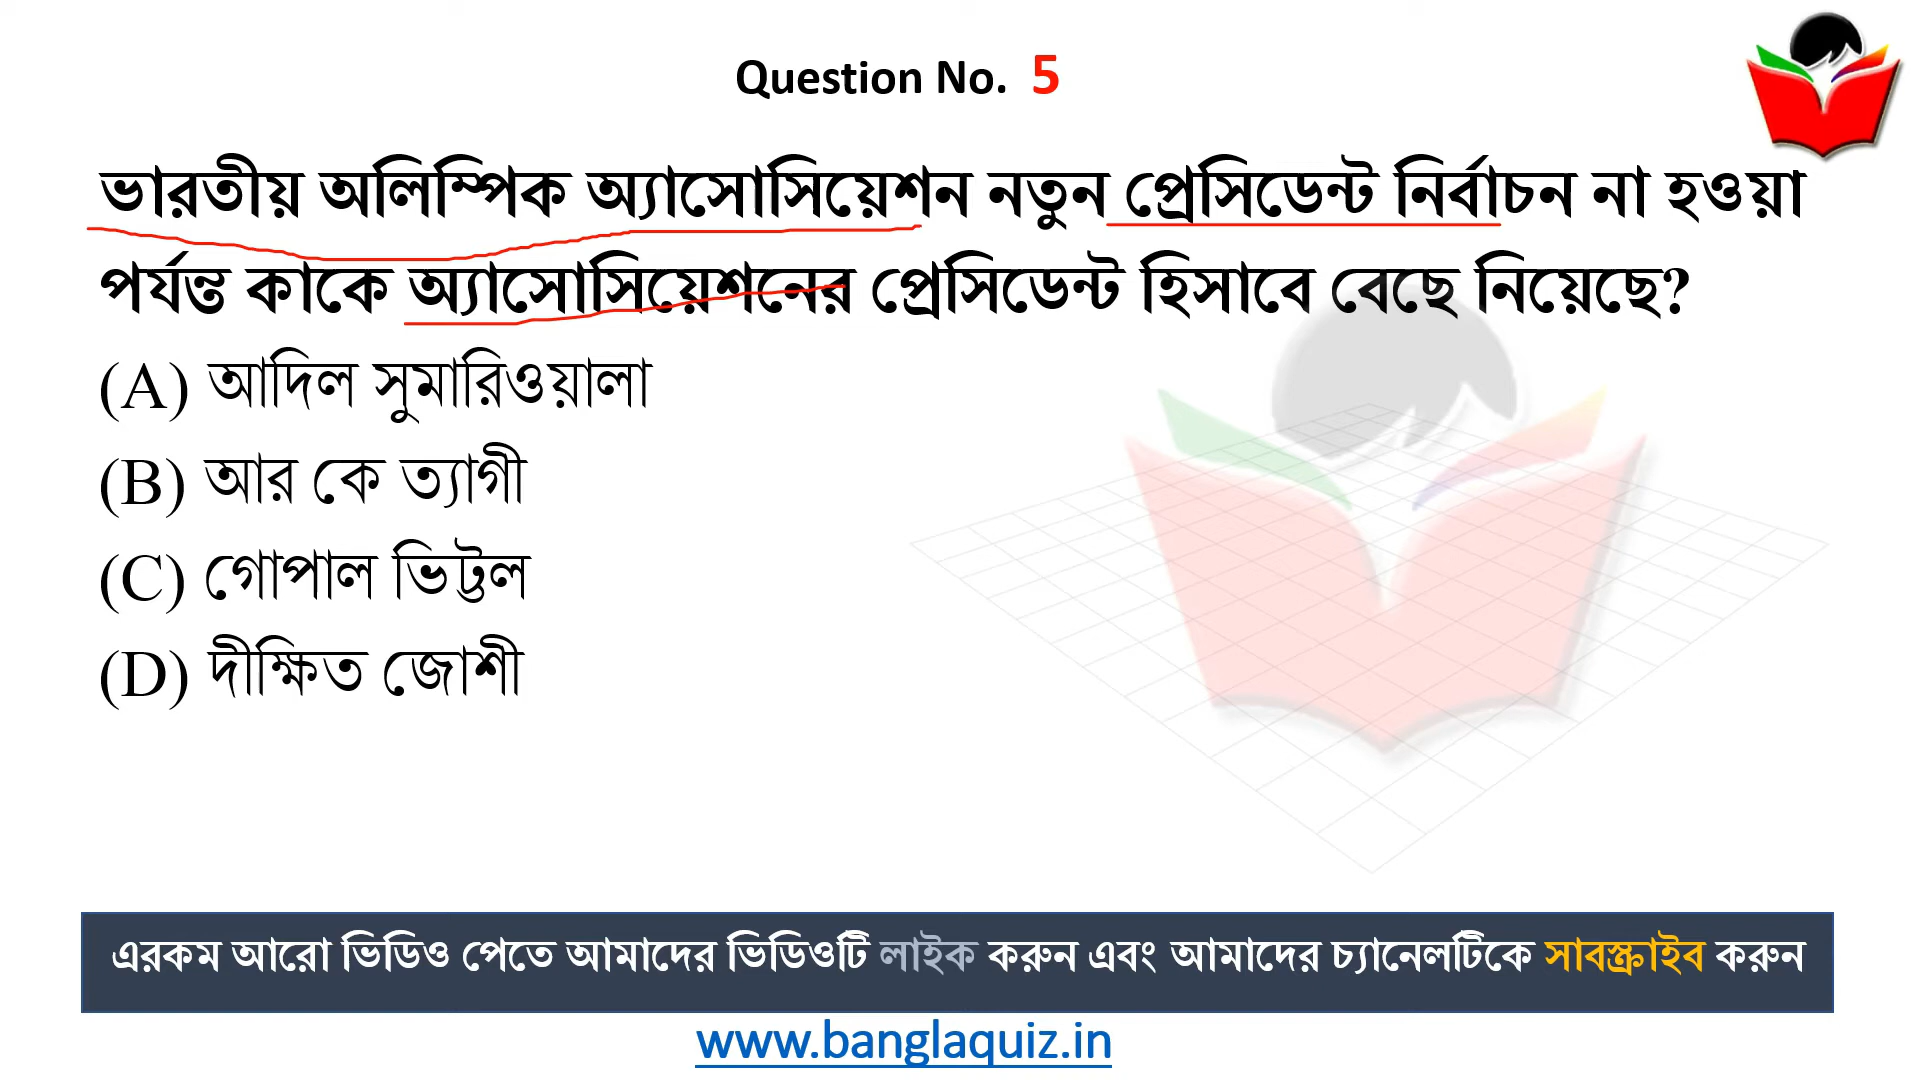 Question No. 5
ভারতীয় অলিম্পিক অ্যাসোসিয়েশন নতুন প্রেসিডেন্ট নির্বাচন না হওয়া
পর্যন্ত কাকে অ্যাসোসিয়েশনের প্রেসিডেন্ট হিসাবে বেছে নিয়েছে?
(A) আদিল সুমারিওয়ালা
(B) আর কে ত্যাগী
(C) গোপাল ভিট্টল
(D) দীক্ষিত জোশী
এরকম আরো ভিডিও পেতে আমাদের ভিডিওটি লাইক করুন এবং আমাদের চ্যানেলটিকে সাবস্ক্রাইব করুন
www.banglaquiz.in